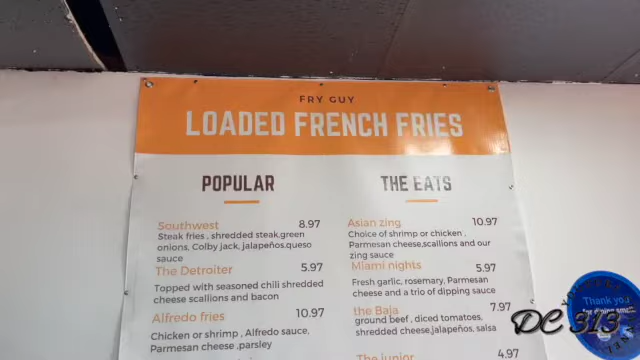 FRY GUY
LOADED FRENCH FRIES
POPULAR
Southwest 8.97
Steak fries , shredded steak,green
onions, Colby jack, jalapeños,queso
sauce
The Detroiter 5.97
Topped with seasoned chili shredded
cheese scallions and bacon
Alfredo fries 10.97
Chicken or shrimp , Alfredo sauce,
Parmesan cheese ,parsley
THE EATS
Asian zing 10.97
Choice of shrimp or chicken ,
Parmesan cheese,scallions and our
zing sauce
Miami nights 5.97
Fresh garlic, rosemary, Parmesan
cheese and a trio of dipping sauce
the Baja 7.97
ground beef , diced tomatoes,
shredded cheese,jalapeños, salsa
The junior 4.97
Thank you
DC 313